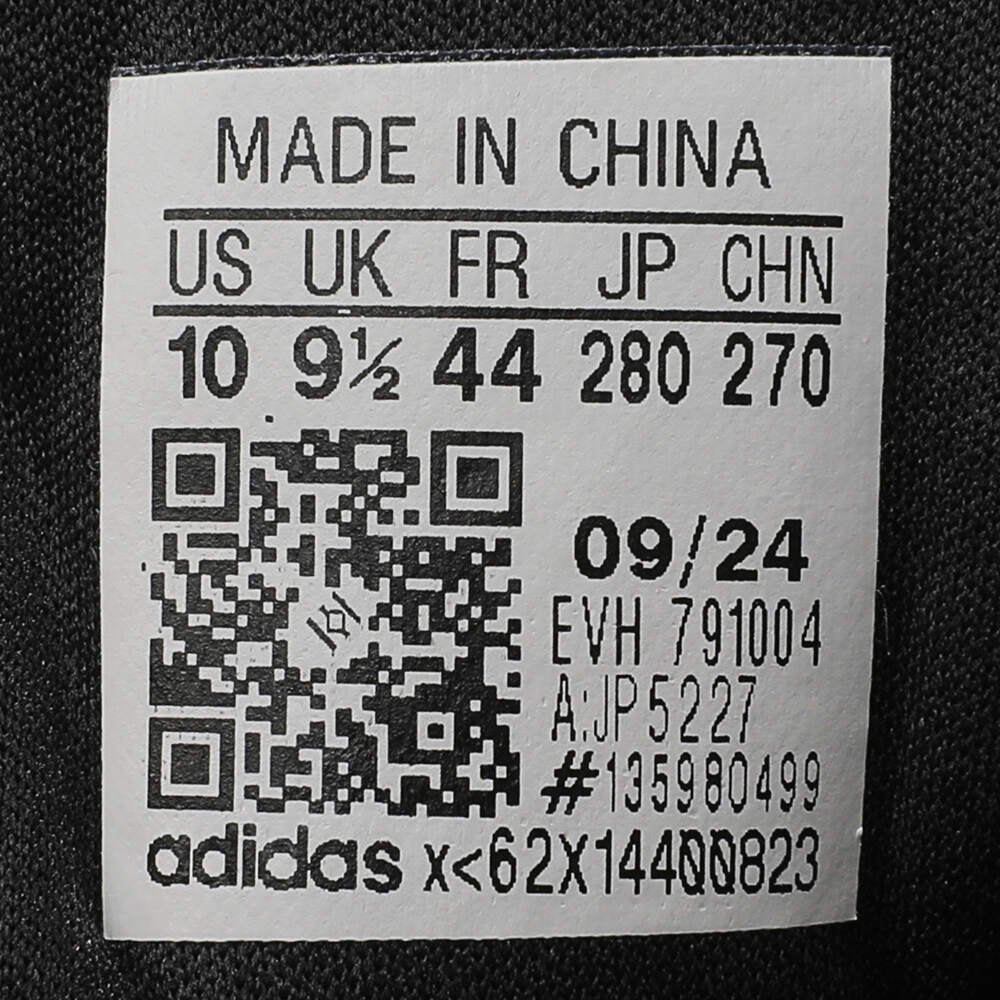 MADE IN CHINA
US UK FR JP CHN
10 9½ 44 280 270
09/24
EVH 791004
A:JP5227
#135980499
adidas X<62X14400823